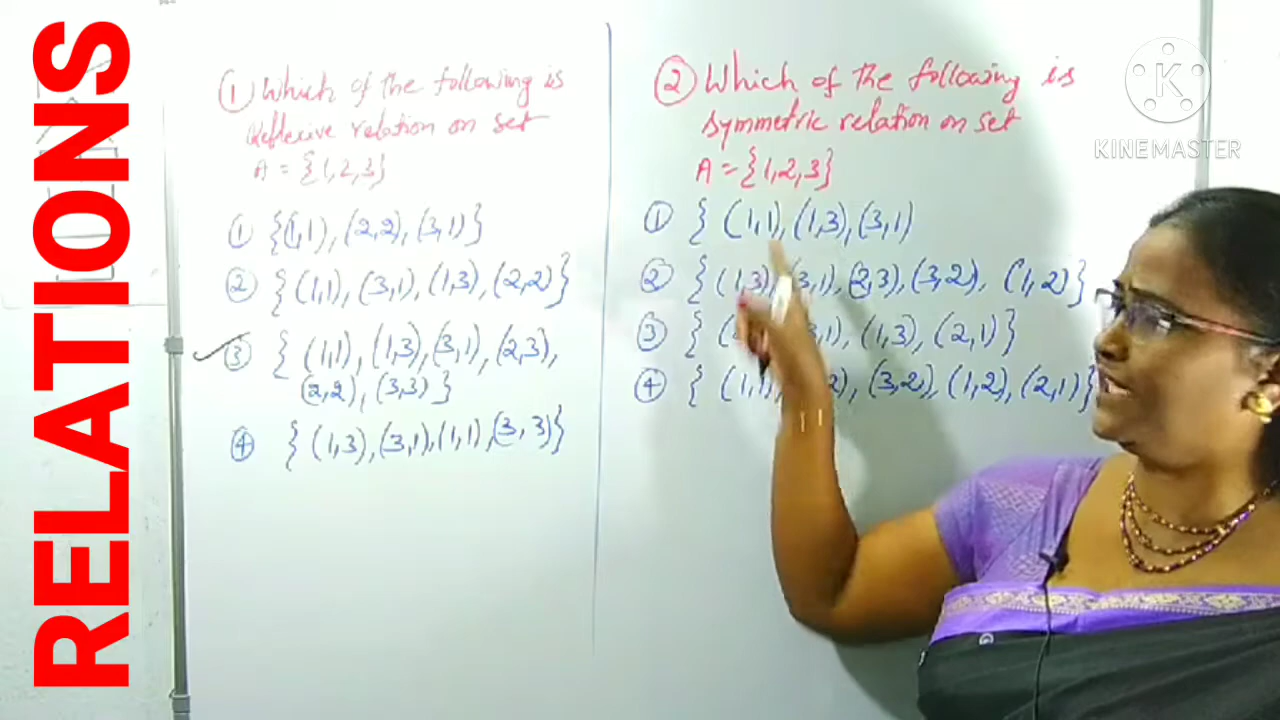 RELATIONS
① Which of the following is
Reflexive relation on set
A = {1,2,3}
① {(1,1), (2,2), (3,1)}
② {(1,1), (3,1), (1,3), (2,2)}
③ { (1,1), (1,3), (3,1), (2,3),
(2,2), (3,3) }
④ { (1,3), (3,1), (1,1), (3,3)}
② Which of the following is
symmetric relation on set
A = {1,2,3}
① { (1,1), (1,3), (3,1)
② { (1,3), 3,1), (2,3), (3,2), (1,2) }
③ { ,1), (1,3), (2,1) }
④ { (1,1), 2), (3,2), (1,2), (2,1) }
K
KINEMASTER